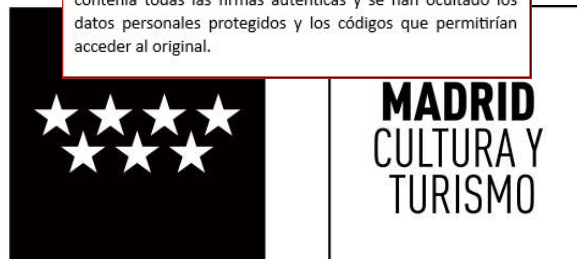 contenía todas las firmas auténticas y se han ocultado los
datos personales protegidos y los códigos que permitirían
acceder al original.
MADRID
CULTURA Y
TURISMO